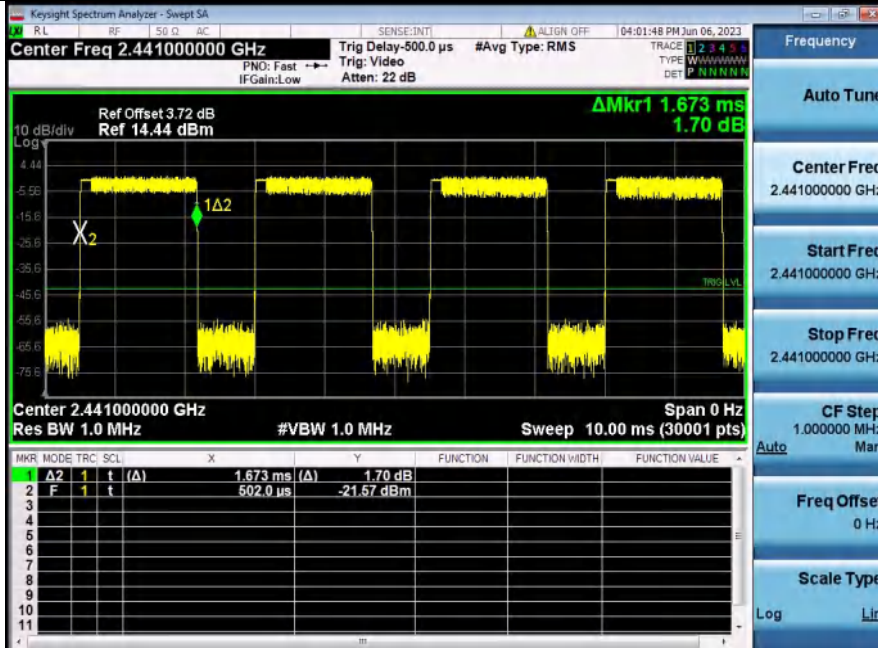 Keysight Spectrum Analyzer - Swept SA
LXI RL RF 50 Ω AC SENSE:INT ALIGN OFF 04:01:48 PM Jun 06, 2023
Center Freq 2.441000000 GHz
PNO: Fast
IFGain:Low
Trig Delay-500.0 µs
Trig: Video
Atten: 22 dB
#Avg Type: RMS
TRACE 1 2 3 4 5 6
TYPE WWWWWW
DET P N N N N N
ΔMkr1 1.673 ms
1.70 dB
Ref Offset 3.72 dB
10 dB/div Ref 14.44 dBm
Log
4.44
-5.56
-15.6
-25.6
-35.6
-45.6
-55.6
-65.6
-75.6
1Δ2
X2
TRIG LVL
Center 2.441000000 GHz Span 0 Hz
Res BW 1.0 MHz #VBW 1.0 MHz Sweep 10.00 ms (30001 pts)
MKR MODE TRC SCL X Y FUNCTION FUNCTION WIDTH FUNCTION VALUE
1 Δ2 1 t (Δ) 1.673 ms (Δ) 1.70 dB
2 F 1 t 502.0 µs -21.57 dBm
3
4
5
6
7
8
9
10
11
Frequency
Auto Tune
Center Freq
2.441000000 GHz
Start Freq
2.441000000 GHz
Stop Freq
2.441000000 GHz
CF Step
1.000000 MHz
Auto Man
Freq Offset
0 Hz
Scale Type
Log Lin